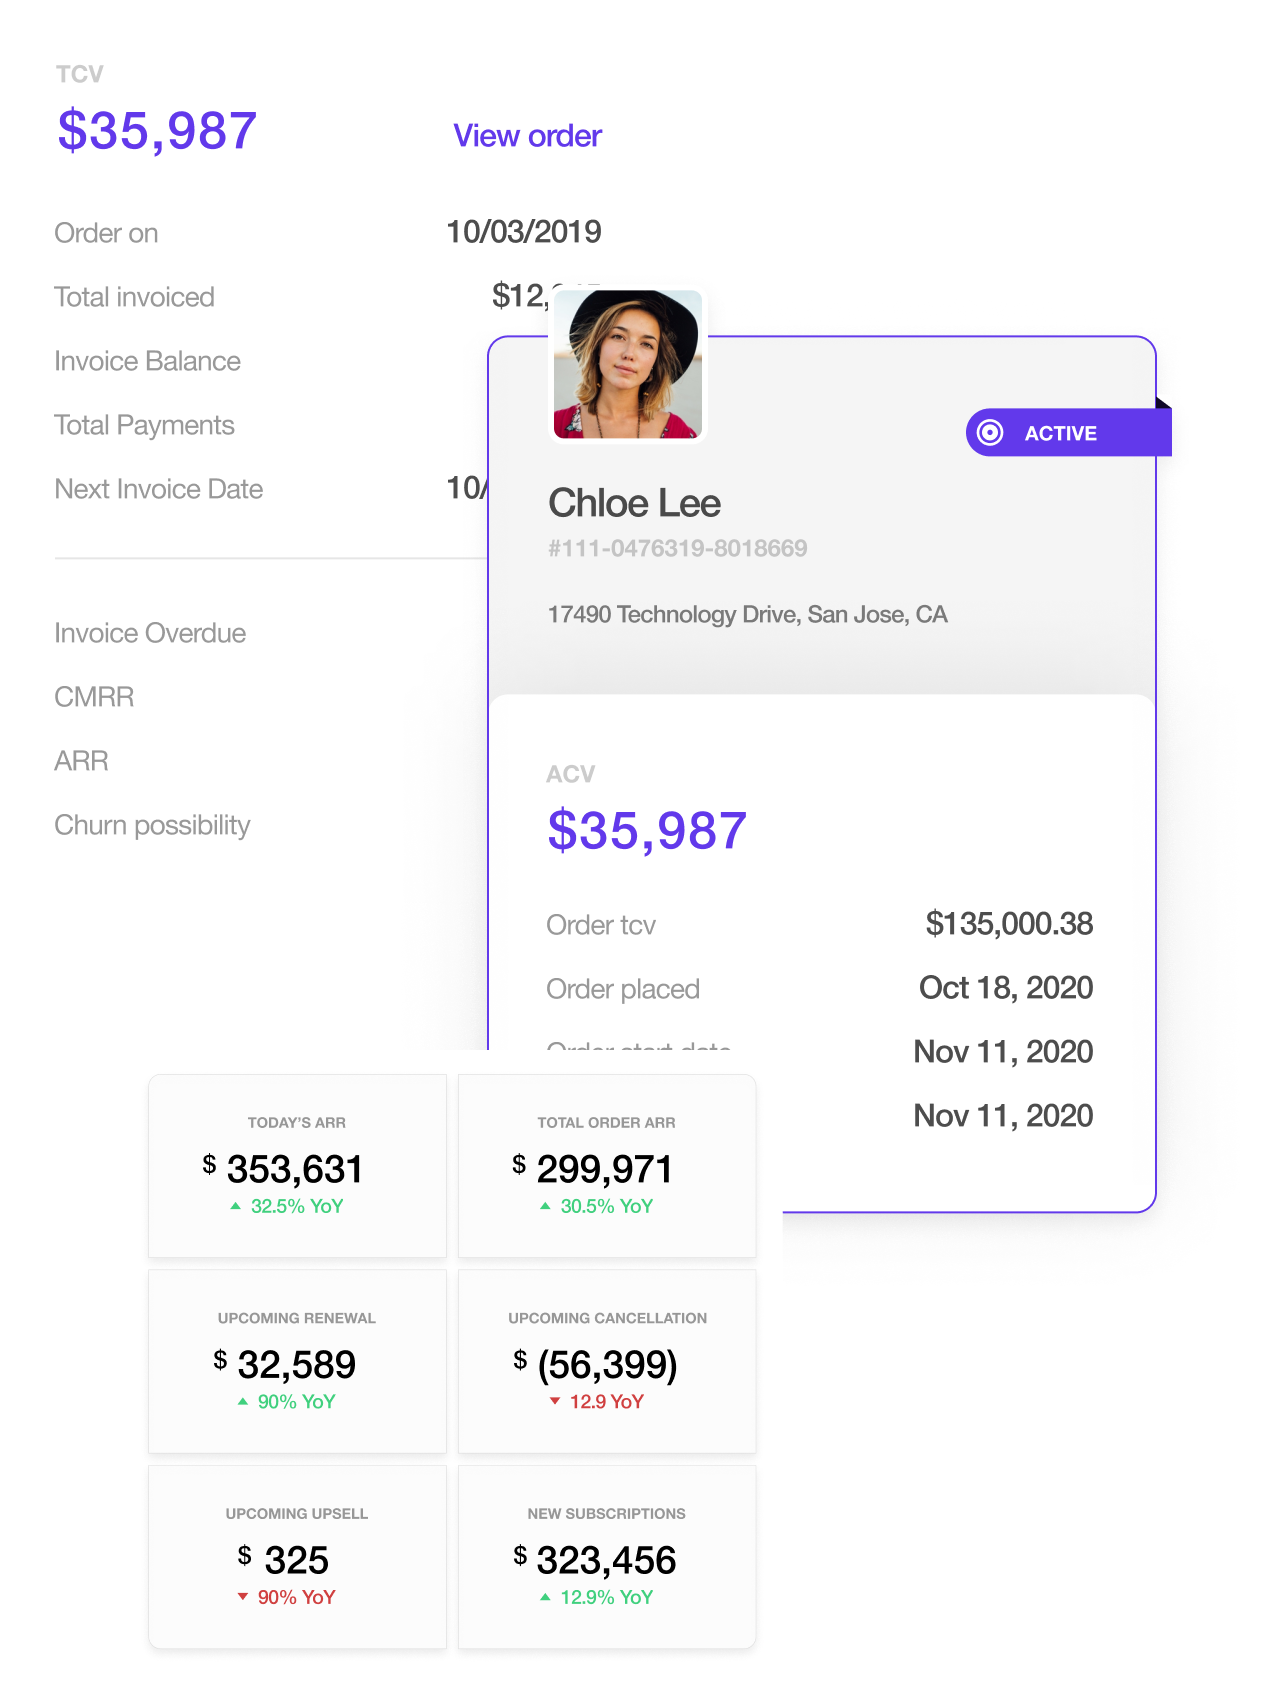 TCV
$35,987
View order
Order on
10/03/2019
Total invoiced
$12,
Invoice Balance
Total Payments
Next Invoice Date
10/
Invoice Overdue
CMRR
ARR
Churn possibility
ACTIVE
Chloe Lee
#111-0476319-8018669
17490 Technology Drive, San Jose, CA
ACV
$35,987
Order tcv
$135,000.38
Order placed
Oct 18, 2020
Order start date
Nov 11, 2020
Nov 11, 2020
TODAY'S ARR
$ 353,631
32.5% YoY
TOTAL ORDER ARR
$ 299,971
30.5% YoY
UPCOMING RENEWAL
$ 32,589
90% YoY
UPCOMING CANCELLATION
$ (56,399)
12.9 YoY
UPCOMING UPSELL
$ 325
90% YoY
NEW SUBSCRIPTIONS
$ 323,456
12.9% YoY